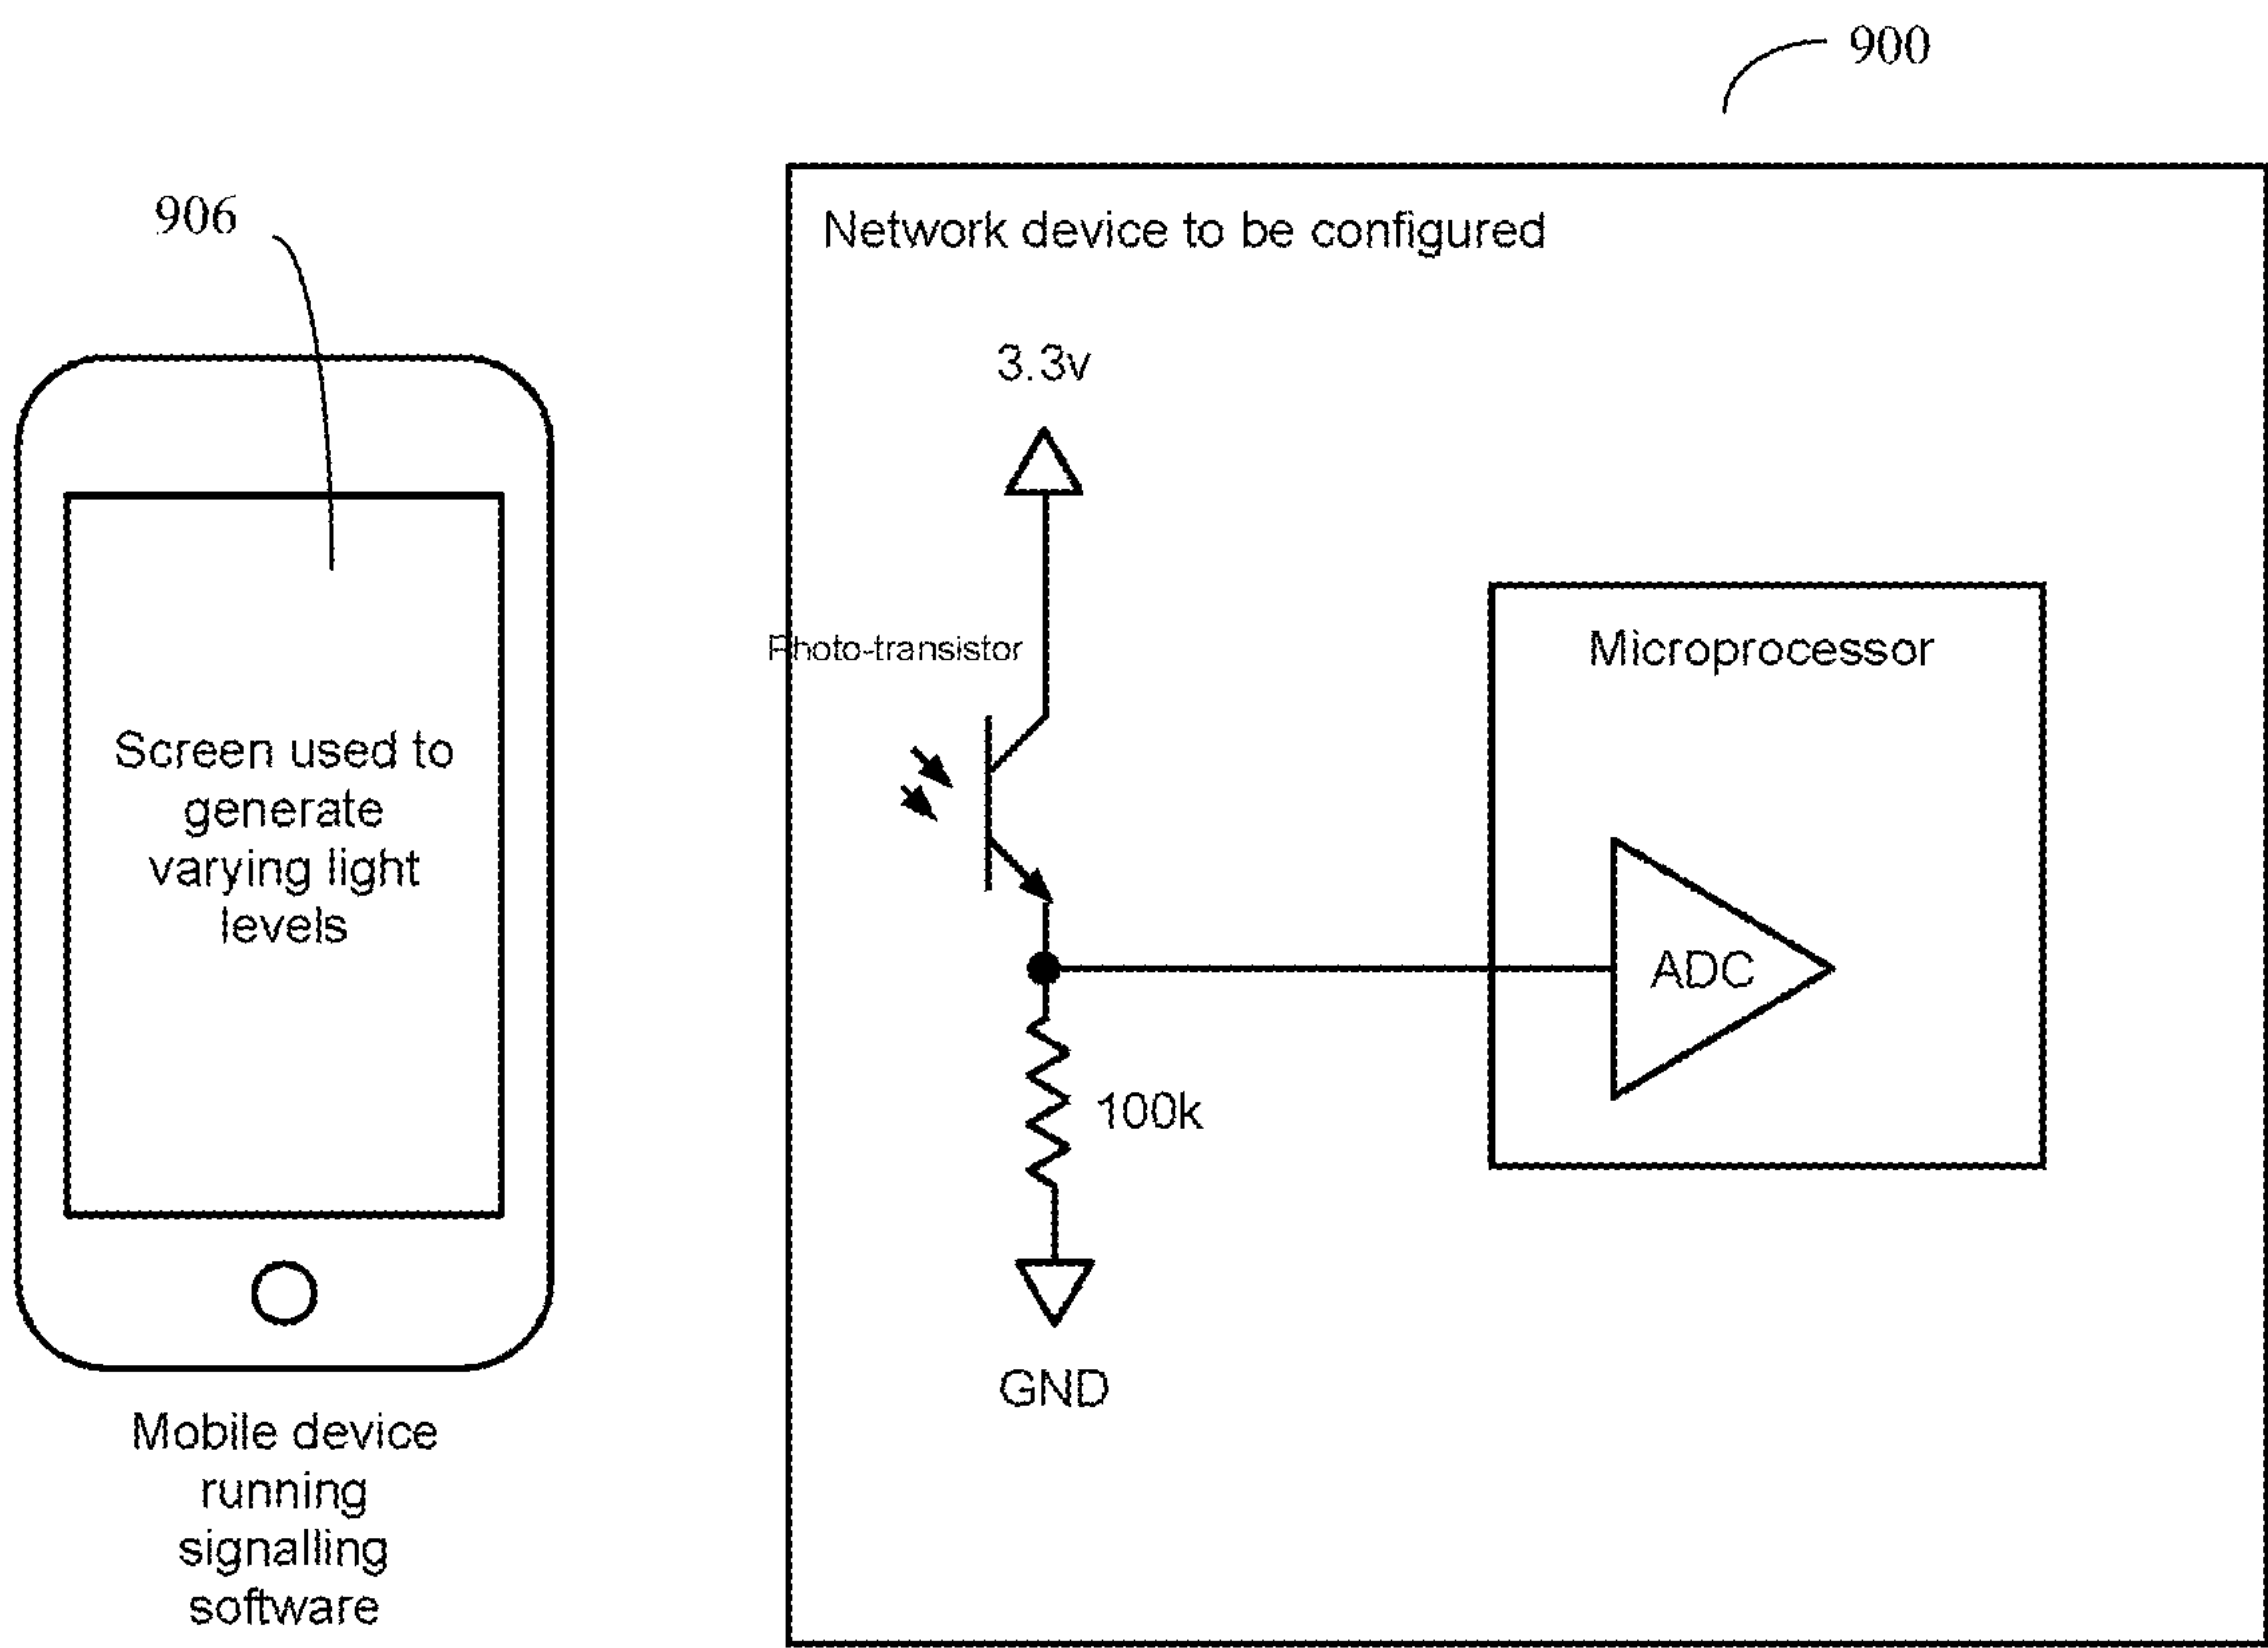 900
906
Network device to be configured
3.3v
Photo-transistor
Microprocessor
Screen used to
generate
varying light
levels
ADC
100k
GND
Mobile device
running
signalling
software